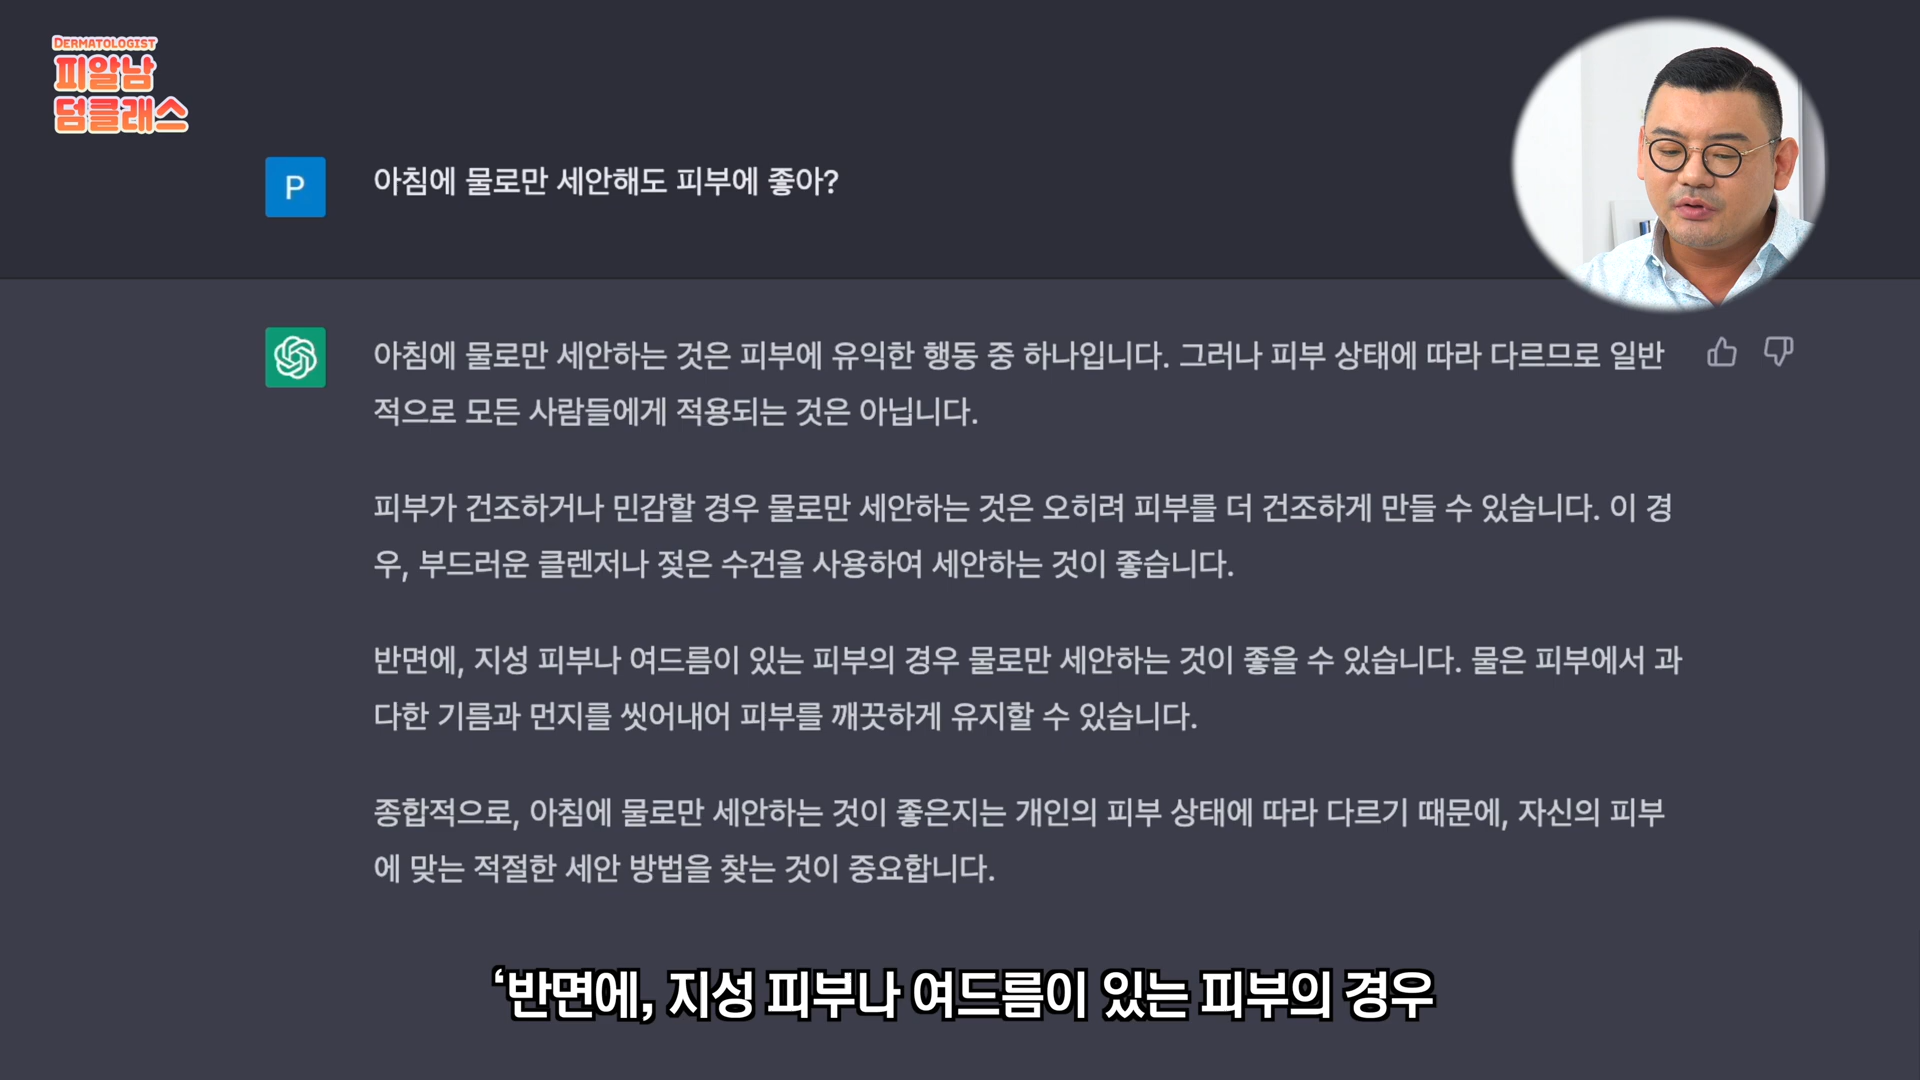 DERMATOLOGIST
피알남
덤클래스
P
아침에 물로만 세안해도 피부에 좋아?
아침에 물로만 세안하는 것은 피부에 유익한 행동 중 하나입니다. 그러나 피부 상태에 따라 다르므로 일반
적으로 모든 사람들에게 적용되는 것은 아닙니다.
피부가 건조하거나 민감할 경우 물로만 세안하는 것은 오히려 피부를 더 건조하게 만들 수 있습니다. 이 경
우, 부드러운 클렌저나 젖은 수건을 사용하여 세안하는 것이 좋습니다.
반면에, 지성 피부나 여드름이 있는 피부의 경우 물로만 세안하는 것이 좋을 수 있습니다. 물은 피부에서 과
다한 기름과 먼지를 씻어내어 피부를 깨끗하게 유지할 수 있습니다.
종합적으로, 아침에 물로만 세안하는 것이 좋은지는 개인의 피부 상태에 따라 다르기 때문에, 자신의 피부
에 맞는 적절한 세안 방법을 찾는 것이 중요합니다.
‘반면에, 지성 피부나 여드름이 있는 피부의 경우